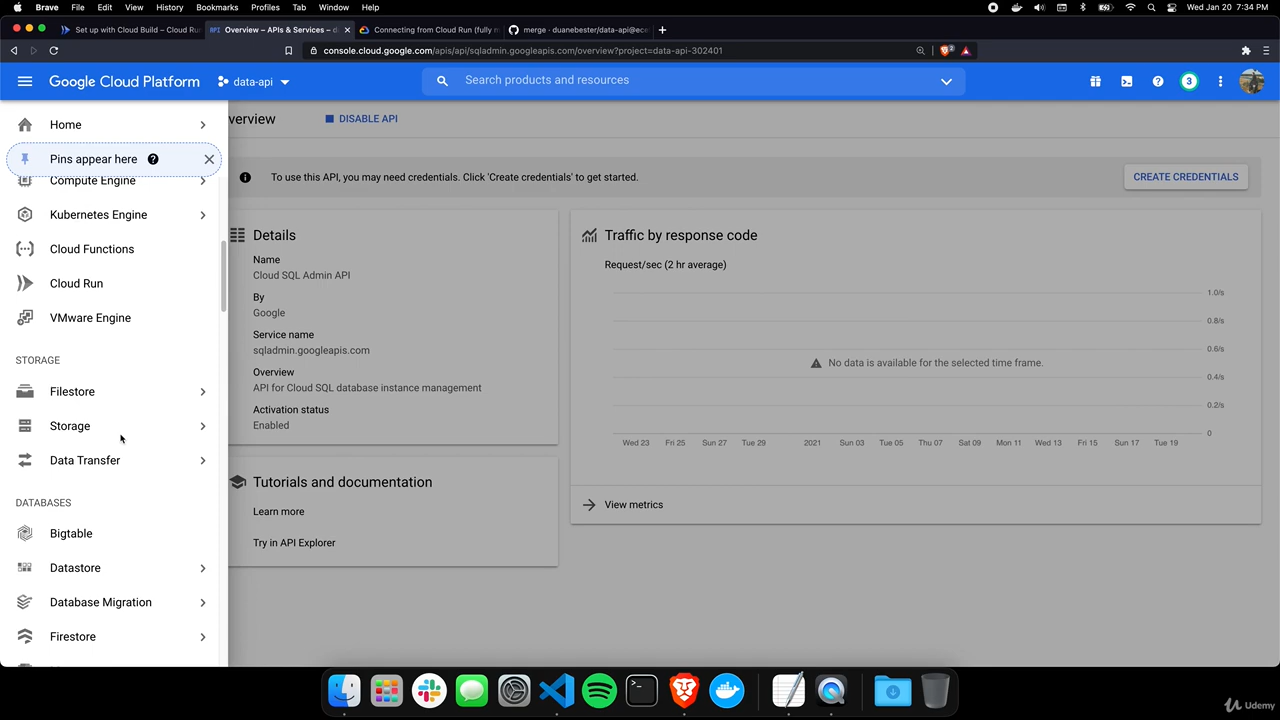 Brave File Edit View History Bookmarks Profiles Tab Window Help Wed Jan 20 7:34 PM
Set up with Cloud Build – Cloud Run
API Overview – APIs & Services – d
Connecting from Cloud Run (fully m
merge · duanebester/data-api@ece
console.cloud.google.com/apis/api/sqladmin.googleapis.com/overview?project=data-api-302401
2
Google Cloud Platform
data-api
Search products and resources
3
Home
Pins appear here
Compute Engine
Kubernetes Engine
Cloud Functions
Cloud Run
VMware Engine
STORAGE
Filestore
Storage
Data Transfer
DATABASES
Bigtable
Datastore
Database Migration
Firestore
verview
DISABLE API
To use this API, you may need credentials. Click 'Create credentials' to get started.
CREATE CREDENTIALS
Details
Name
Cloud SQL Admin API
By
Google
Service name
sqladmin.googleapis.com
Overview
API for Cloud SQL database instance management
Activation status
Enabled
Tutorials and documentation
Learn more
Try in API Explorer
Traffic by response code
Request/sec (2 hr average)
1.0/s
0.8/s
0.6/s
0.4/s
0.2/s
0
No data is available for the selected time frame.
Wed 23 Fri 25 Sun 27 Tue 29 2021 Sun 03 Tue 05 Thu 07 Sat 09 Mon 11 Wed 13 Fri 15 Sun 17 Tue 19
View metrics
Udemy